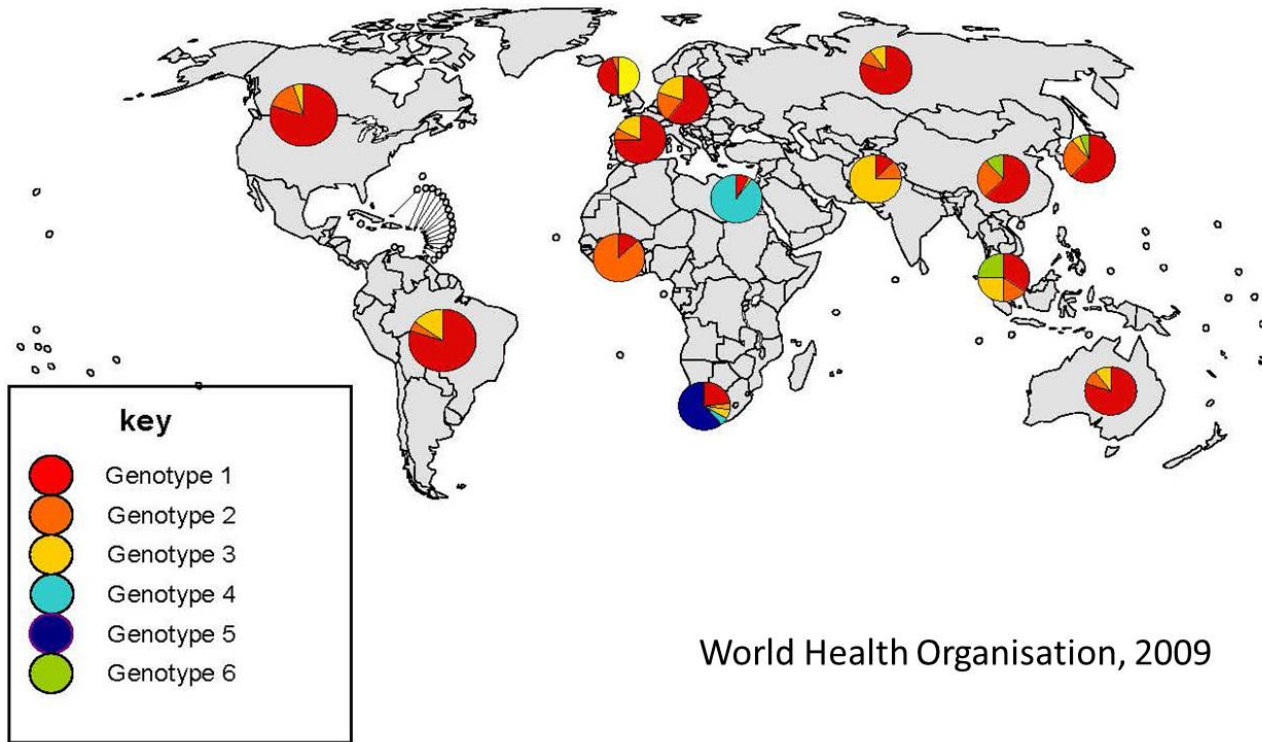 key
Genotype 1
Genotype 2
Genotype 3
Genotype 4
Genotype 5
Genotype 6
World Health Organisation, 2009